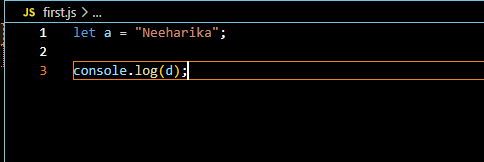 JS first.js > ...
1 let a = "Neeharika";
2
3 console.log(d);